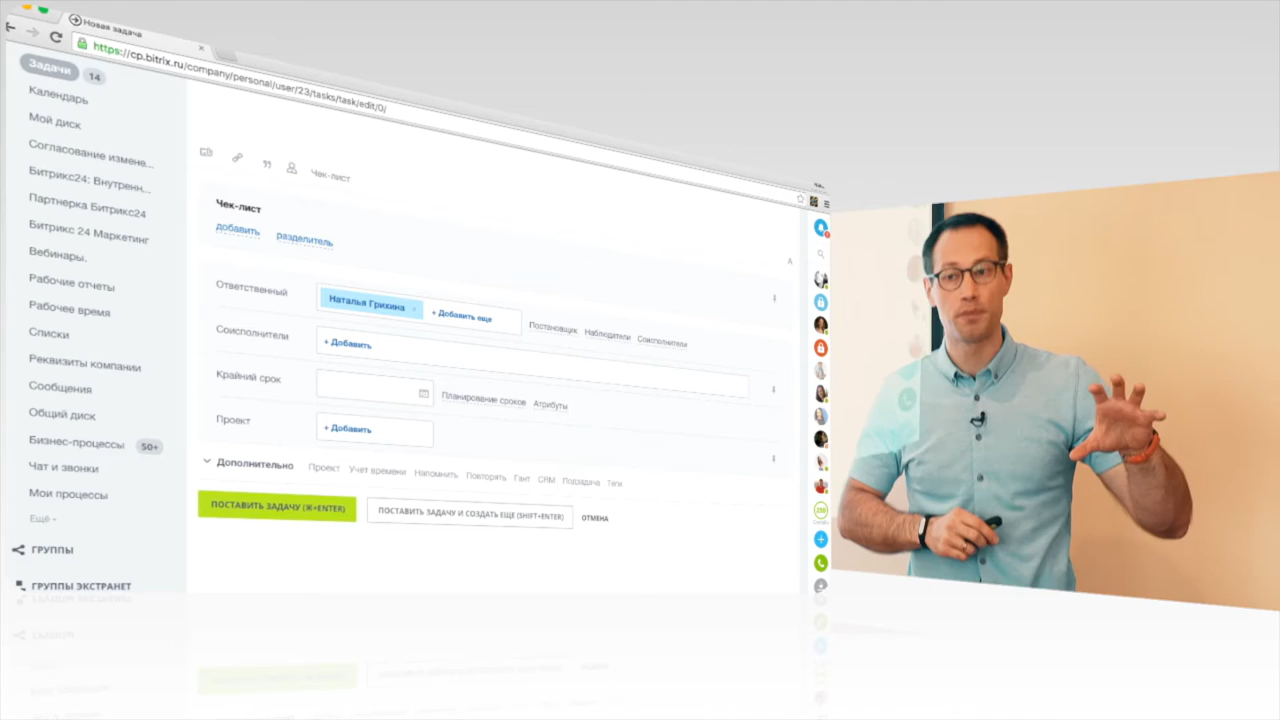 Новая задача
https://cp.bitrix.ru/company/personal/user/23/tasks/task/edit/0/
Задачи 14
Календарь
Мой диск
Согласование измене...
Битрикс24: Внутренн...
Партнерка Битрикс24
Битрикс 24 Маркетинг
Вебинары.
Рабочие отчеты
Рабочее время
Списки
Реквизиты компании
Сообщения
Общий диск
Бизнес-процессы 50+
Чат и звонки
Мои процессы
Ещё
ГРУППЫ
ГРУППЫ ЭКСТРАНЕТ
Чек-лист
Чек-лист
добавить разделитель
Ответственный Наталья Грихина + Добавить еще Постановщик Наблюдатели Соисполнители
Соисполнители + Добавить
Крайний срок Планирование сроков Атрибуты
Проект + Добавить
Дополнительно Проект Учет времени Напомнить Повторять Гант CRM Подзадача Теги
ПОСТАВИТЬ ЗАДАЧУ (⌘+ENTER) ПОСТАВИТЬ ЗАДАЧУ И СОЗДАТЬ ЕЩЕ (SHIFT+ENTER) ОТМЕНА